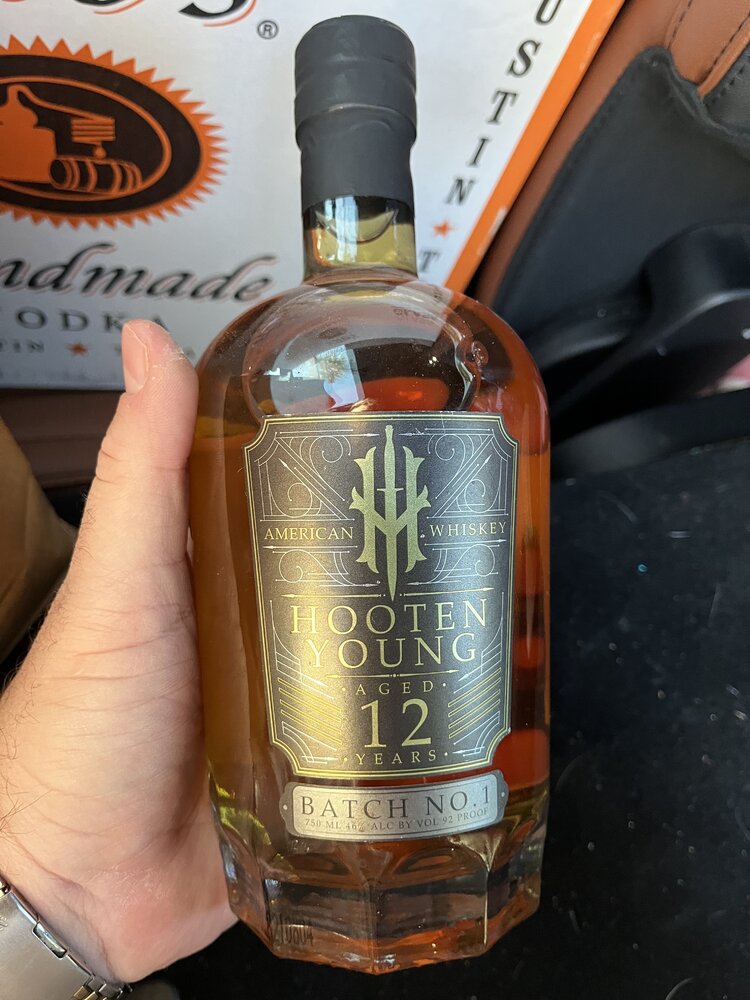 ®
USTIN
T
ndmade
ODKA
AMERICAN WHISKEY
HOOTEN
YOUNG
· AGED ·
12
· YEARS ·
BATCH NO.1
750 ML 46% ALC BY VOL 92 PROOF